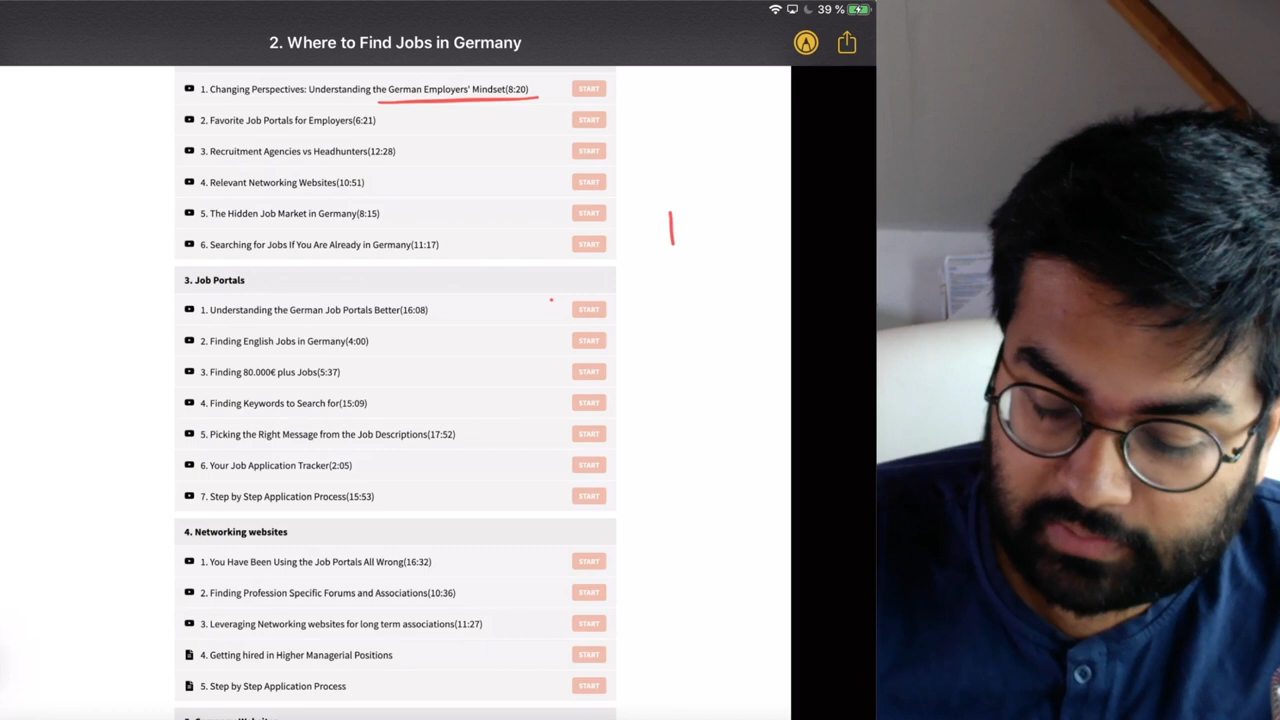 39 %
2. Where to Find Jobs in Germany
1. Changing Perspectives: Understanding the German Employers' Mindset(8:20) START
2. Favorite Job Portals for Employers(6:21) START
3. Recruitment Agencies vs Headhunters(12:28) START
4. Relevant Networking Websites(10:51) START
5. The Hidden Job Market in Germany(8:15) START
6. Searching for Jobs If You Are Already in Germany(11:17) START
3. Job Portals
1. Understanding the German Job Portals Better(16:08) START
2. Finding English Jobs in Germany(4:00) START
3. Finding 80.000€ plus Jobs(5:37) START
4. Finding Keywords to Search for(15:09) START
5. Picking the Right Message from the Job Descriptions(17:52) START
6. Your Job Application Tracker(2:05) START
7. Step by Step Application Process(15:53) START
4. Networking websites
1. You Have Been Using the Job Portals All Wrong(16:32) START
2. Finding Profession Specific Forums and Associations(10:36) START
3. Leveraging Networking websites for long term associations(11:27) START
4. Getting hired in Higher Managerial Positions START
5. Step by Step Application Process START